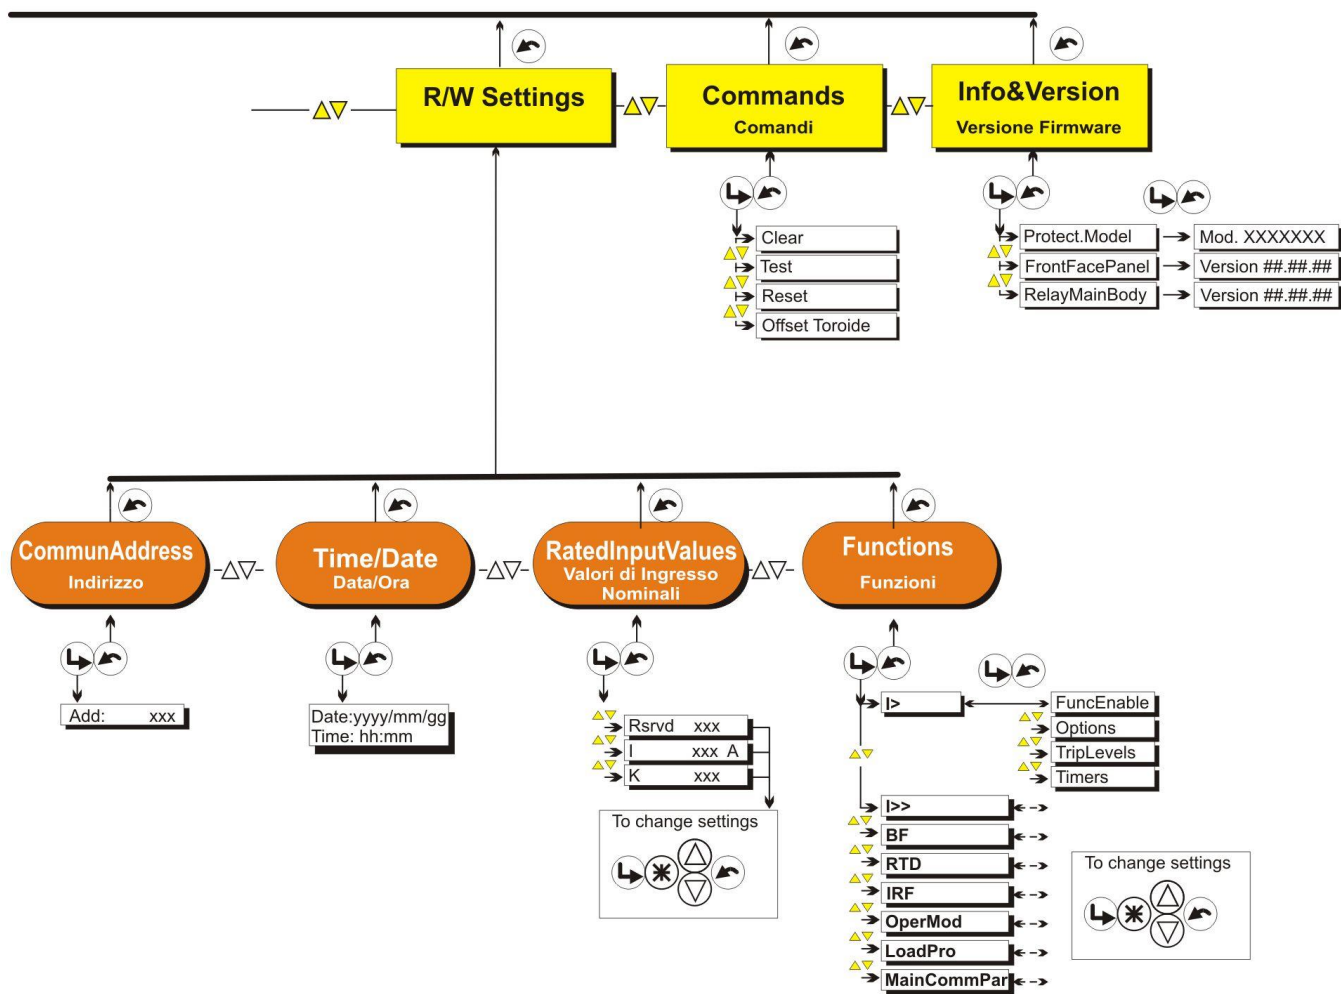 R/W Settings
Commands
Comandi
Info&Version
Versione Firmware
Clear
Test
Reset
Offset Toroide
Protect.Model
Mod. XXXXXXX
FrontFacePanel
Version ##.##.##
RelayMainBody
Version ##.##.##
CommunAddress
Indirizzo
Time/Date
Data/Ora
RatedInputValues
Valori di Ingresso
Nominali
Functions
Funzioni
Add: xxx
Date:yyyy/mm/gg
Time: hh:mm
Rsrvd xxx
I xxx A
K xxx
To change settings
I>
FuncEnable
Options
TripLevels
Timers
I>>
BF
RTD
IRF
OperMod
LoadPro
MainCommPar
To change settings